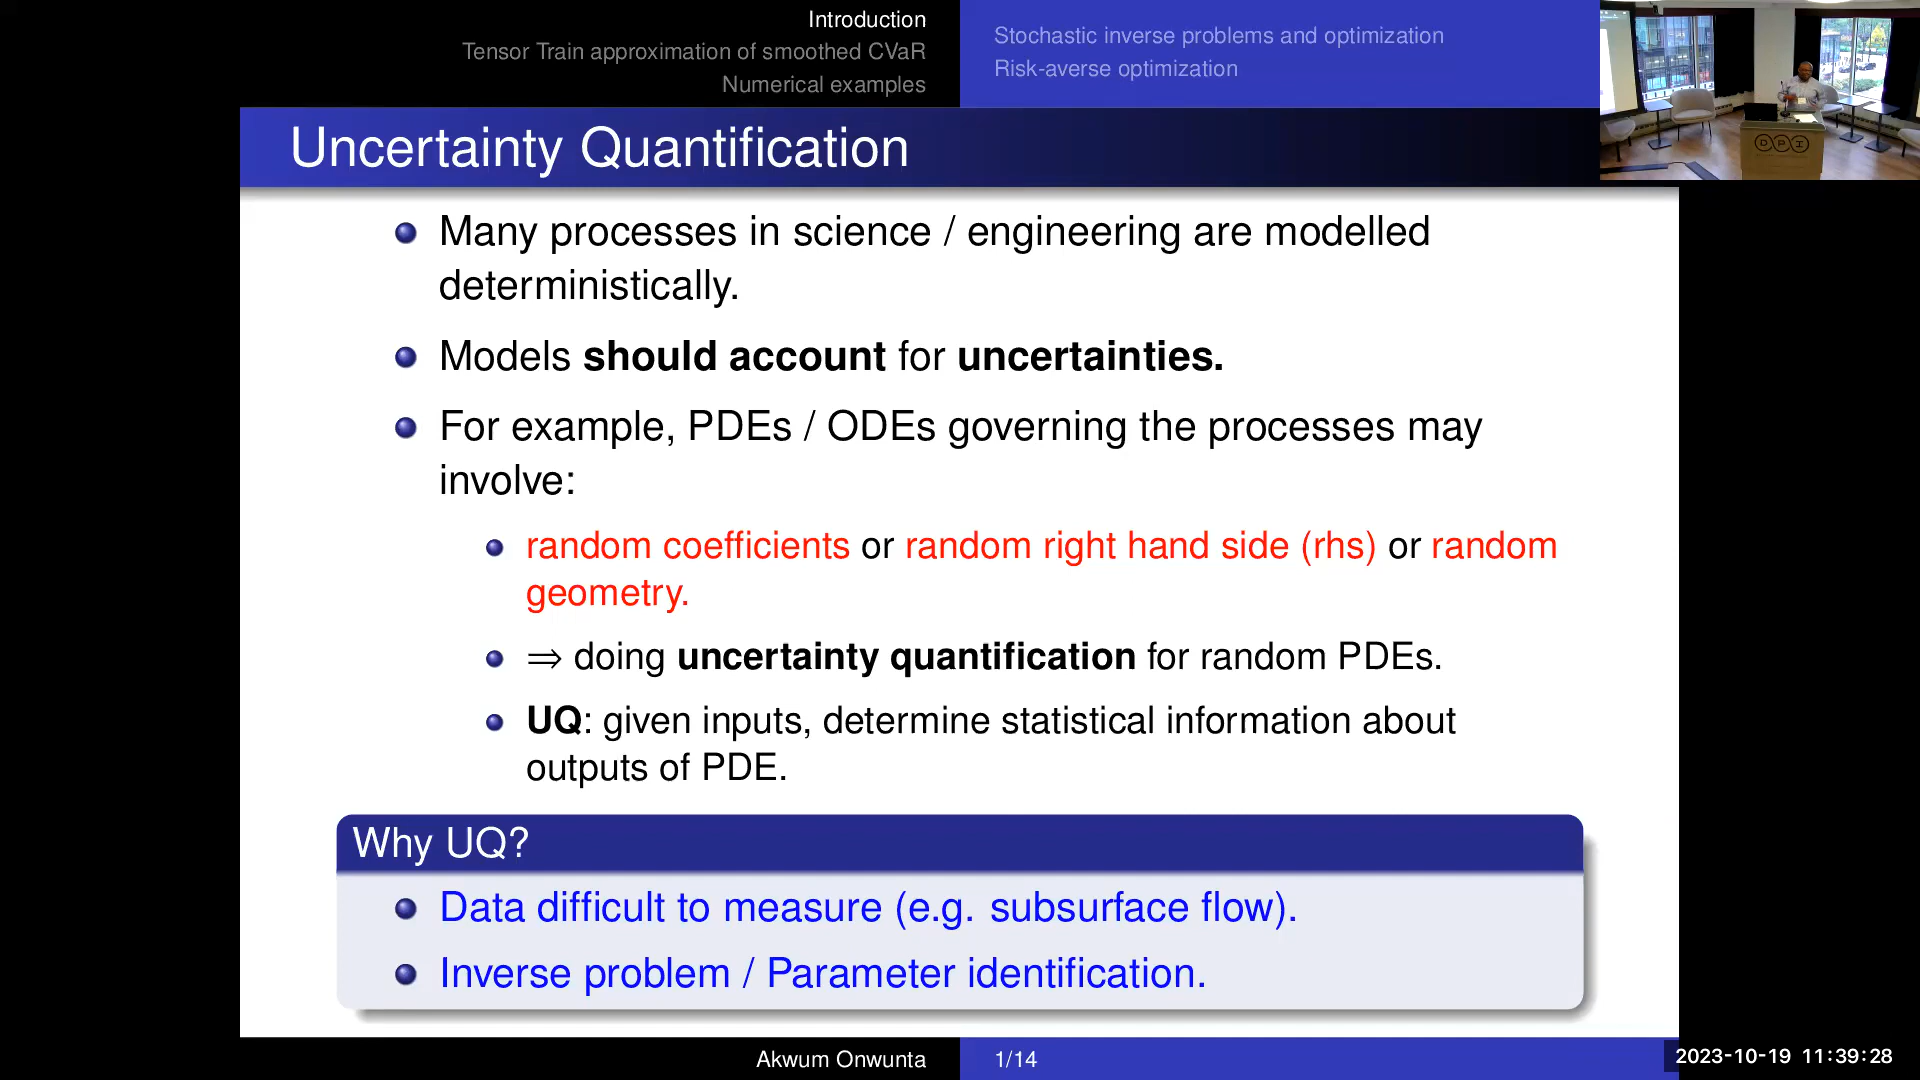 Introduction
Tensor Train approximation of smoothed CVaR
Numerical examples
Stochastic inverse problems and optimization
Risk-averse optimization
Uncertainty Quantification
Many processes in science / engineering are modelled
deterministically.
Models should account for uncertainties.
For example, PDEs / ODEs governing the processes may
involve:
random coefficients or random right hand side (rhs) or random
geometry.
⇒ doing uncertainty quantification for random PDEs.
UQ: given inputs, determine statistical information about
outputs of PDE.
Why UQ?
Data difficult to measure (e.g. subsurface flow).
Inverse problem / Parameter identification.
Akwum Onwunta
1/14
2023-10-19 11:39:28
DPI